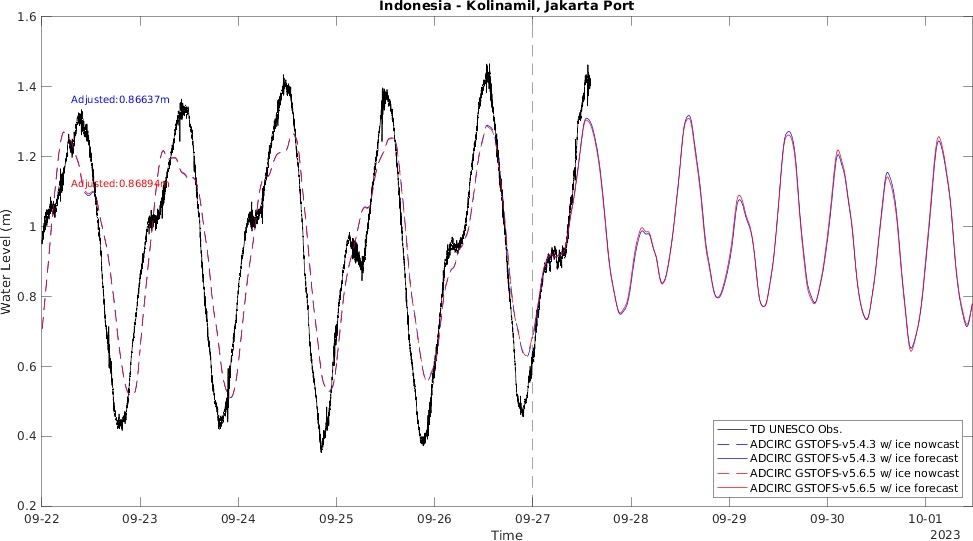 Indonesia - Kolinamil, Jakarta Port
1.6
1.4
1.2
1
0.8
0.6
0.4
0.2
Water Level (m)
Adjusted:0.86637m
Adjusted:0.86894m
TD UNESCO Obs.
ADCIRC GSTOFS-v5.4.3 w/ ice nowcast
ADCIRC GSTOFS-v5.4.3 w/ ice forecast
ADCIRC GSTOFS-v5.6.5 w/ ice nowcast
ADCIRC GSTOFS-v5.6.5 w/ ice forecast
09-22 09-23 09-24 09-25 09-26 09-27 09-28 09-29 09-30 10-01
Time
2023